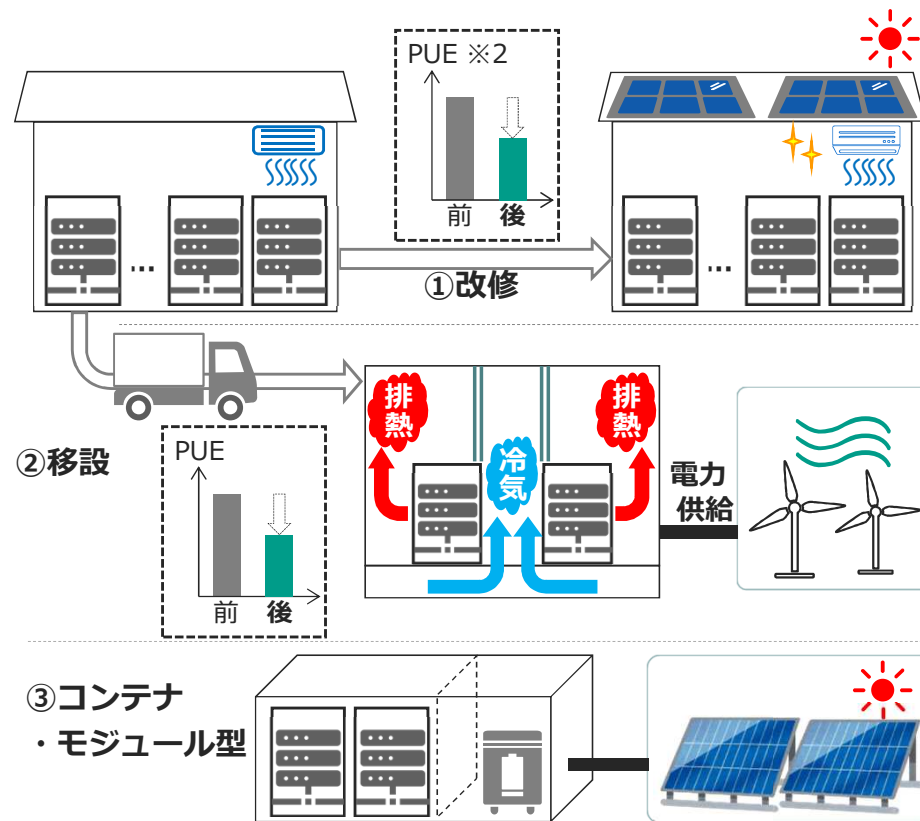 PUE ※2
前
後
①改修
排熱
冷気
排熱
②移設
PUE
前
後
電力
供給
③コンテナ
・モジュール型